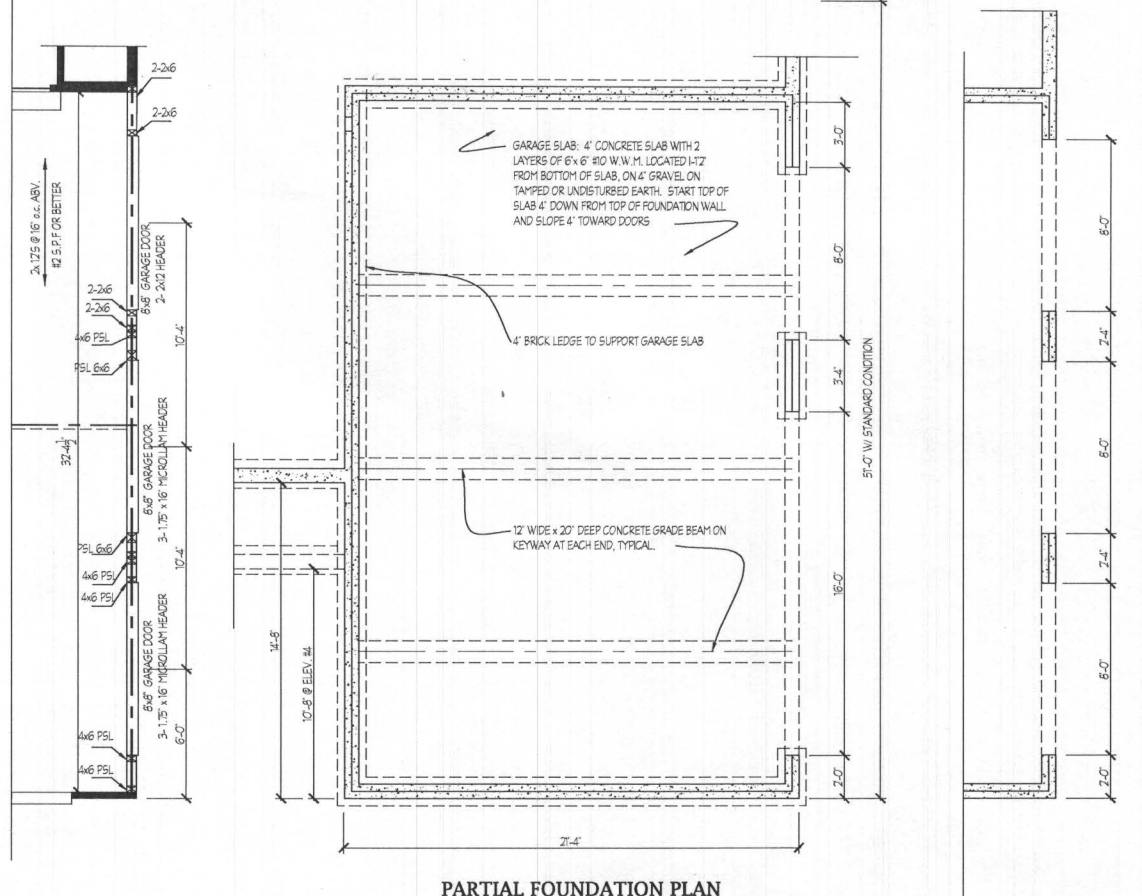 2-2x6
2-2x6
2x 12'S @ 16" o.c. ABV.
#2 S.P.F OR BETTER
8'x8' GARAGE DOOR
2- 2x12 HEADER
2-2x6
2-2x6
4x6 PSL
PSL 6x6
10'-4"
32'-4½"
8'x8' GARAGE DOOR
3- 1.75" x 16" MICROLLAM HEADER
PSL 6x6
4x6 PSL
4x6 PSL
10'-4"
8'x8' GARAGE DOOR
3- 1.75" x 16" MICROLLAM HEADER
6'-0"
4x6 PSL
4x6 PSL
GARAGE SLAB: 4" CONCRETE SLAB WITH 2
LAYERS OF 6"x 6" #10 W.W.M. LOCATED 1-1/2"
FROM BOTTOM OF SLAB, ON 4" GRAVEL ON
TAMPED OR UNDISTURBED EARTH. START TOP OF
SLAB 4" DOWN FROM TOP OF FOUNDATION WALL
AND SLOPE 4" TOWARD DOORS
4" BRICK LEDGE TO SUPPORT GARAGE SLAB
12" WIDE x 20" DEEP CONCRETE GRADE BEAM ON
KEYWAY AT EACH END, TYPICAL.
14'-8"
10'-8" @ ELEV. #4
3'-0"
8'-0"
3'-4"
16'-0"
2'-0"
51'-0" W/ STANDARD CONDITION
8'-0"
2'-4"
8'-0"
2'-4"
8'-0"
2'-0"
21'-4"
PARTIAL FOUNDATION PLAN